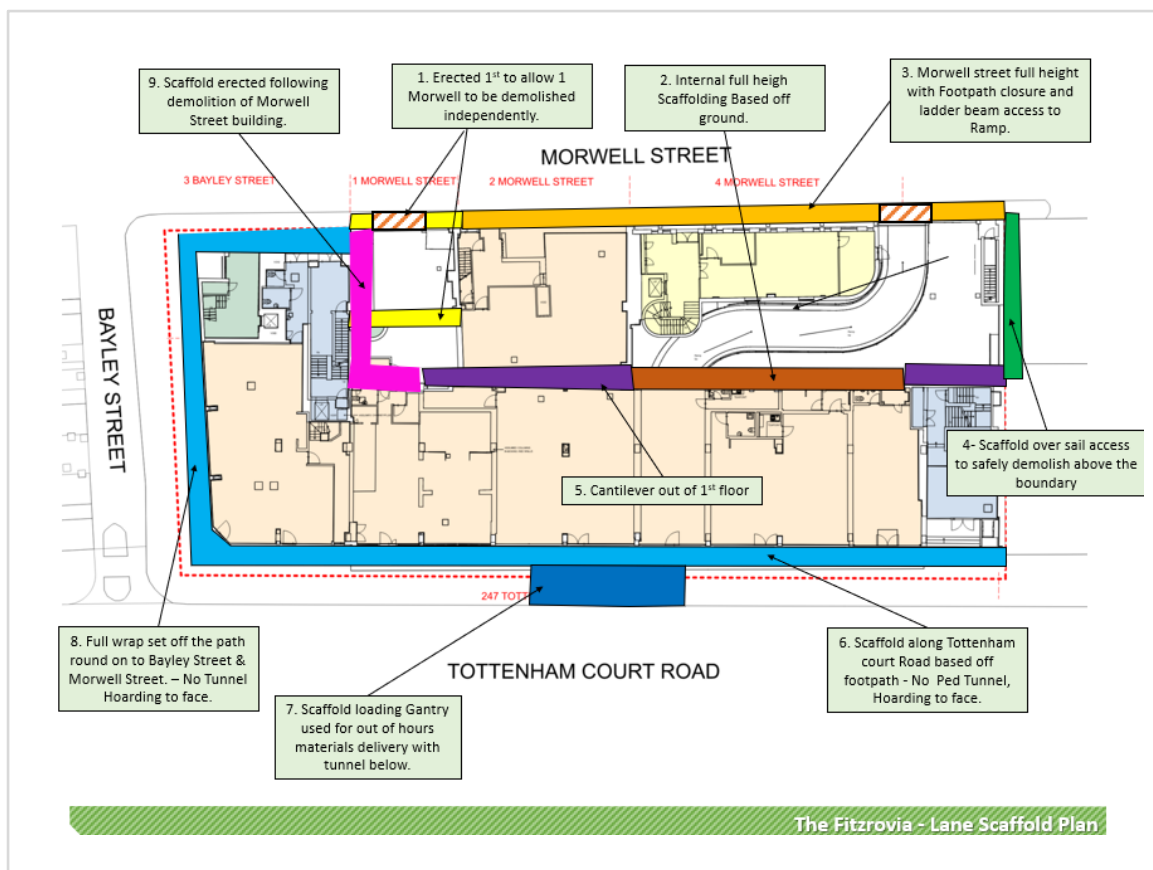 9. Scaffold erected following
demolition of Morwell
Street building.
1. Erected 1st to allow 1
Morwell to be demolished
independently.
2. Internal full heigh
Scaffolding Based off
ground.
3. Morwell street full height
with Footpath closure and
ladder beam access to
Ramp.
MORWELL STREET
3 BAYLEY STREET
1 MORWELL STREET
2 MORWELL STREET
4 MORWELL STREET
BAYLEY STREET
4- Scaffold over sail access
to safely demolish above the
boundary
5. Cantilever out of 1st floor
247 TOTT
8. Full wrap set off the path
round on to Bayley Street &
Morwell Street. – No Tunnel
Hoarding to face.
TOTTENHAM COURT ROAD
6. Scaffold along Tottenham
court Road based off
footpath - No Ped Tunnel,
Hoarding to face.
7. Scaffold loading Gantry
used for out of hours
materials delivery with
tunnel below.
The Fitzrovia - Lane Scaffold Plan